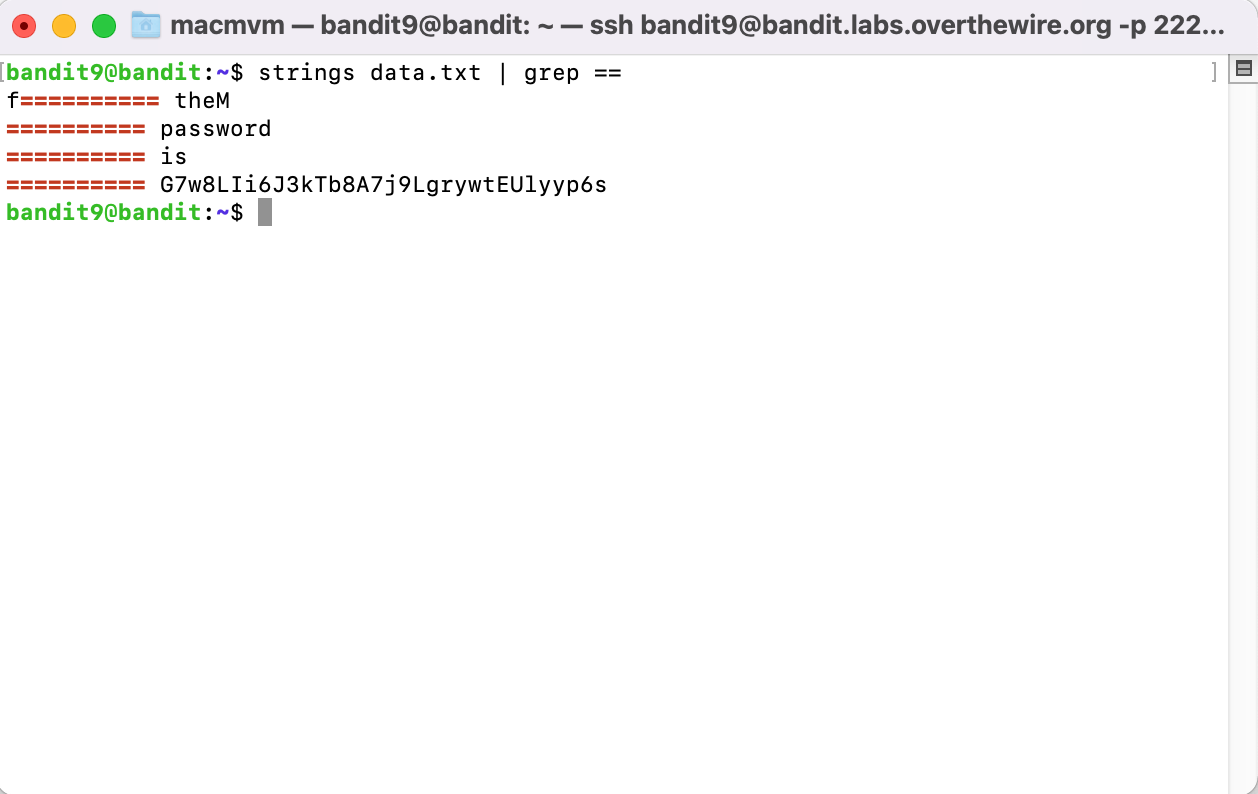 macmvm — bandit9@bandit: ~ — ssh bandit9@bandit.labs.overthewire.org -p 222...
[bandit9@bandit:~$ strings data.txt | grep == ]
f========== theM
========== password
========== is
========== G7w8LIi6J3kTb8A7j9LgrywtEUlyyp6s
bandit9@bandit:~$